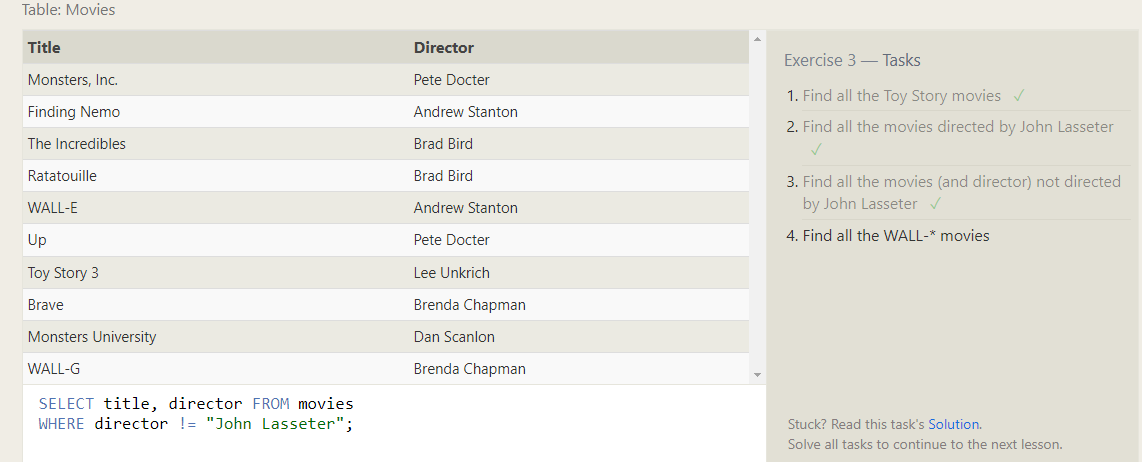 Table: Movies
Title Director
Monsters, Inc. Pete Docter
Finding Nemo Andrew Stanton
The Incredibles Brad Bird
Ratatouille Brad Bird
WALL-E Andrew Stanton
Up Pete Docter
Toy Story 3 Lee Unkrich
Brave Brenda Chapman
Monsters University Dan Scanlon
WALL-G Brenda Chapman
SELECT title, director FROM movies
WHERE director != "John Lasseter";
Exercise 3 — Tasks
1. Find all the Toy Story movies ✓
2. Find all the movies directed by John Lasseter
✓
3. Find all the movies (and director) not directed
by John Lasseter ✓
4. Find all the WALL-* movies
Stuck? Read this task's Solution.
Solve all tasks to continue to the next lesson.